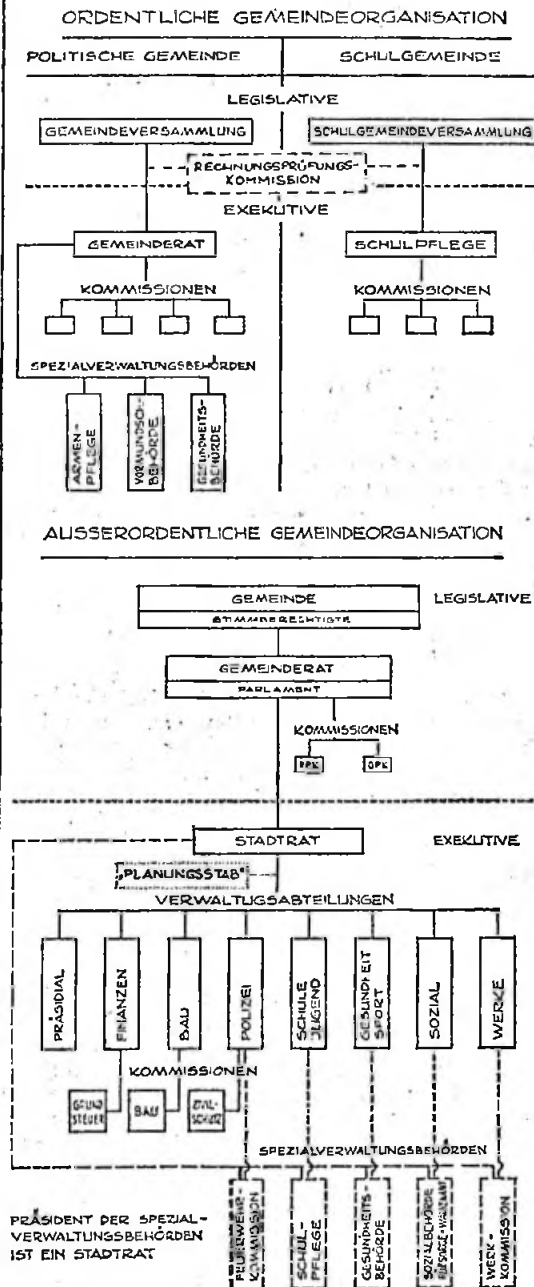 ORDENTLICHE GEMEINDEORGANISATION
POLITISCHE GEMEINDE
SCHULGEMEINDE
LEGISLATIVE
GEMEINDEVERSAMMLUNG
SCHULGEMEINDEVERSAMMLUNG
RECHNUNGSPRÜFUNGS-
KOMMISSION
EXEKUTIVE
GEMEINDERAT
SCHULPFLEGE
KOMMISSIONEN
KOMMISSIONEN
SPEZIALVERWALTUNGSBEHÖRDEN
ARMEN-
PFLEGE
VORMUNDSCH.
BEHÖRDE
GESUNDHEITS-
BEHÖRDE
AUSSERORDENTLICHE GEMEINDEORGANISATION
GEMEINDE
LEGISLATIVE
STIMMBERECHTIGTE
GEMEINDERAT
PARLAMENT
KOMMISSIONEN
RPK
GPK
STADTRAT
EXEKUTIVE
„PLANUNGSSTAB"
VERWALTUGSABTEILUNGEN
PRÄSIDIAL
FINANZEN
BAU
POLIZEI
SCHULE
JUGEND
GESUNDHEIT
SPORT
SOZIAL
WERKE
KOMMISSIONEN
GRUND
STEUER
BAU
ZIVIL-
SCHUTZ
SPEZIALVERWALTUNGSBEHÖRDEN
FEUERWEHR-
KOMMISSION
SCHUL-
PFLEGE
GESUNDHEITS-
BEHÖRDE
SOZIALBEHÖRDE
WERK-
KOMMISSION
PRÄSIDENT DER SPEZIAL-
VERWALTUNGSBEHÖRDEN
IST EIN STADTRAT